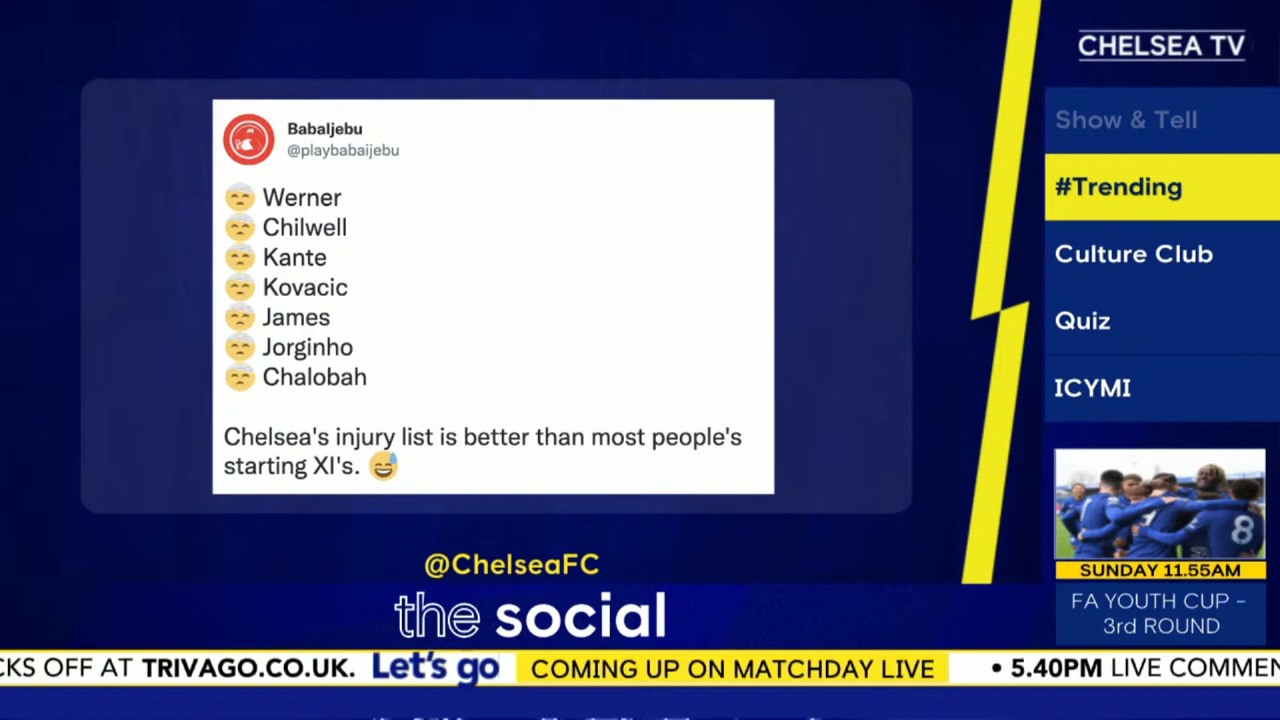 CHELSEA TV
Babaljebu
@playbabaijebu
Werner
Chilwell
Kante
Kovacic
James
Jorginho
Chalobah
Chelsea's injury list is better than most people's
starting XI's.
Show & Tell
#Trending
Culture Club
Quiz
ICYMI
8
SUNDAY 11.55AM
FA YOUTH CUP -
3rd ROUND
@ChelseaFC
the social
CKS OFF AT TRIVAGO.CO.UK. Let's go COMING UP ON MATCHDAY LIVE • 5.40PM LIVE COMMEN